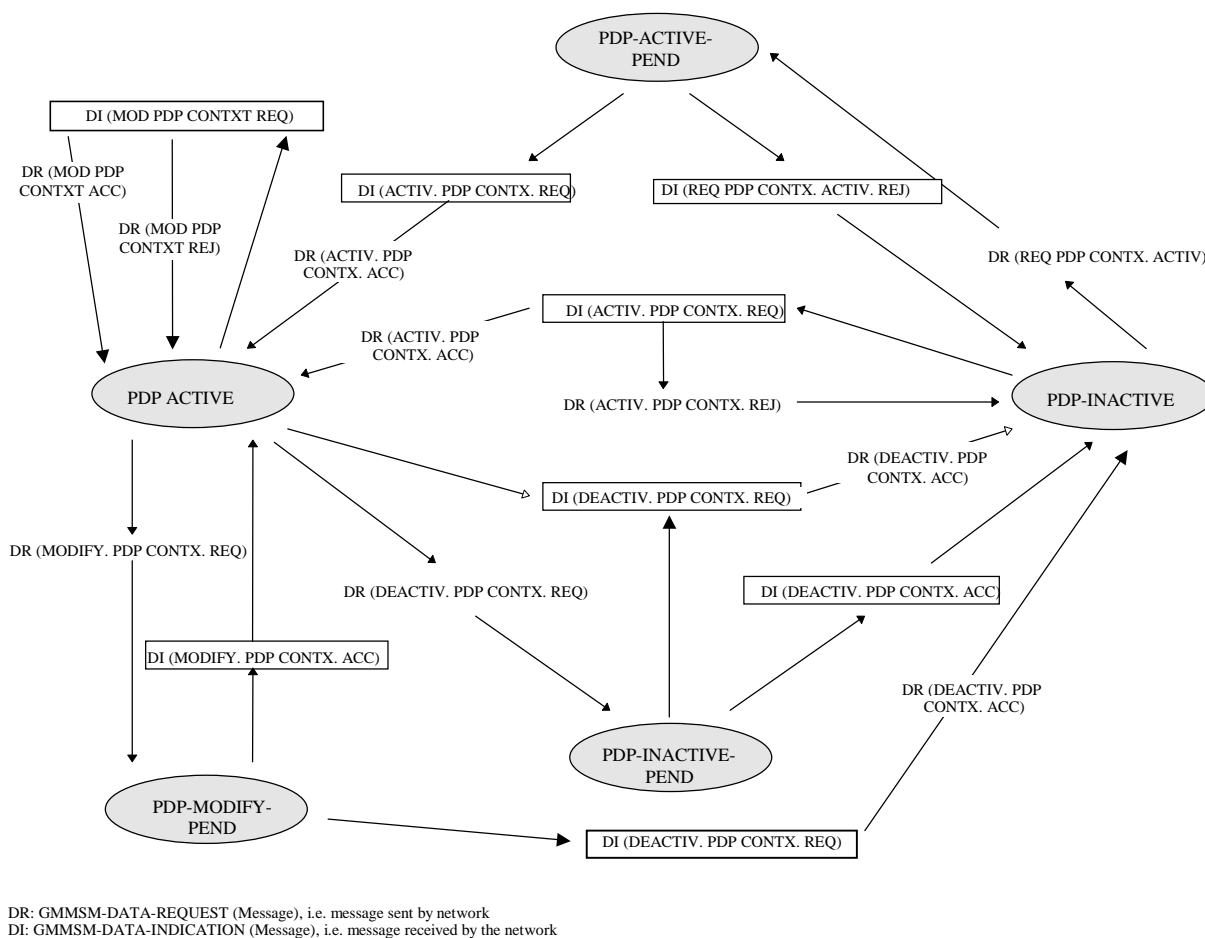 PDP-ACTIVE-
PEND
DI (MOD PDP CONTXT REQ)
DR (MOD PDP
CONTXT ACC)
DI (ACTIV. PDP CONTX. REQ)
DI (REQ PDP CONTX. ACTIV. REJ)
DR (MOD PDP
CONTXT REJ)
DR (ACTIV. PDP
CONTX. ACC)
DR (REQ PDP CONTX. ACTIV)
DI (ACTIV. PDP CONTX. REQ)
DR (ACTIV. PDP
CONTX. ACC)
PDP ACTIVE
DR (ACTIV. PDP CONTX. REJ)
PDP-INACTIVE
DR (DEACTIV. PDP
CONTX. ACC)
DI (DEACTIV. PDP CONTX. REQ)
DR (MODIFY. PDP CONTX. REQ)
DR (DEACTIV. PDP CONTX. REQ)
DI (DEACTIV. PDP CONTX. ACC)
DI (MODIFY. PDP CONTX. ACC)
DR (DEACTIV. PDP
CONTX. ACC)
PDP-INACTIVE-
PEND
PDP-MODIFY-
PEND
DI (DEACTIV. PDP CONTX. REQ)
DR: GMMSM-DATA-REQUEST (Message), i.e. message sent by network
DI: GMMSM-DATA-INDICATION (Message), i.e. message received by the network